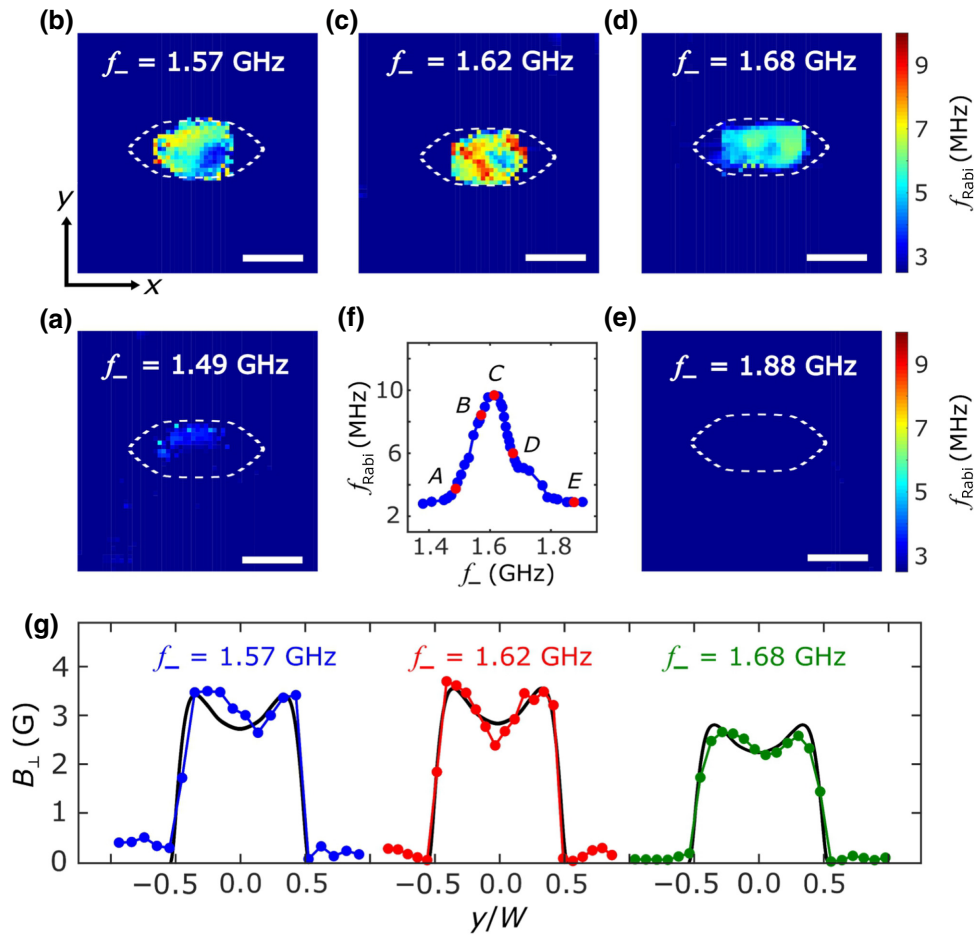 (b) (c) (d)
f_ = 1.57 GHz f_ = 1.62 GHz f_ = 1.68 GHz
9
7
5
3
f_Rabi (MHz)
y
x
(a) (f) (e)
f_ = 1.49 GHz f_ = 1.88 GHz
10
6
2
f_Rabi (MHz)
A B C D E
1.4 1.6 1.8
f_ (GHz)
9
7
5
3
f_Rabi (MHz)
(g)
f_ = 1.57 GHz f_ = 1.62 GHz f_ = 1.68 GHz
4
3
2
1
0
B⊥ (G)
−0.5 0.0 0.5 −0.5 0.0 0.5 −0.5 0.0 0.5
y/W